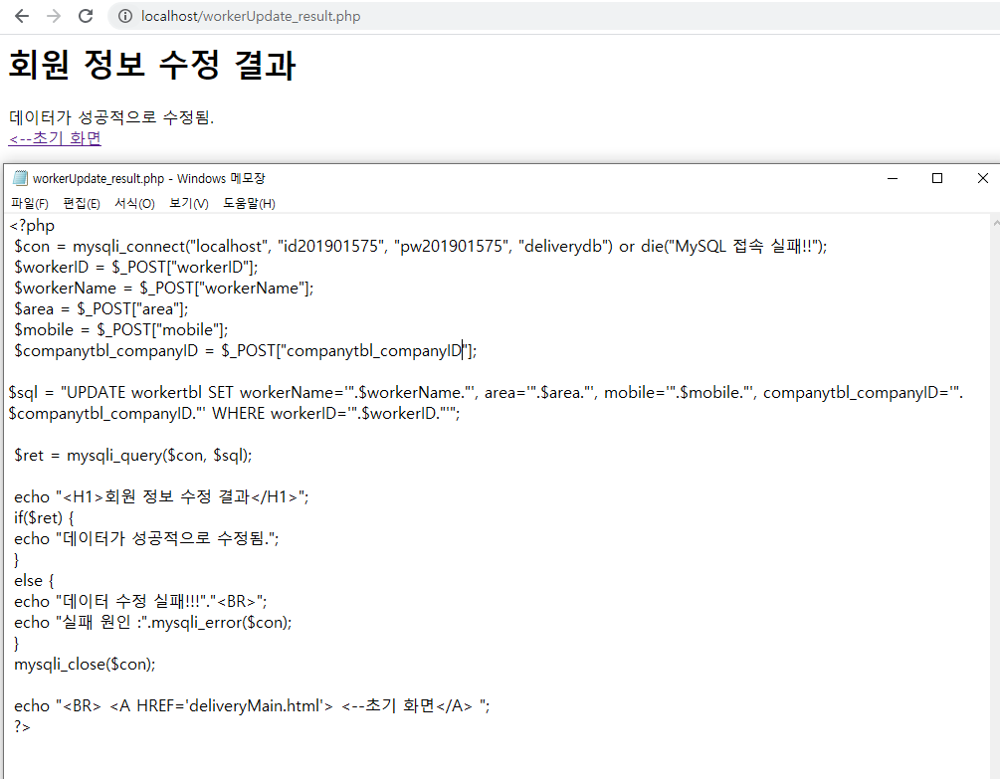 localhost/workerUpdate_result.php
회원 정보 수정 결과
데이터가 성공적으로 수정됨.
<--초기 화면
workerUpdate_result.php - Windows 메모장
파일(F) 편집(E) 서식(O) 보기(V) 도움말(H)
<?php
$con = mysqli_connect("localhost", "id201901575", "pw201901575", "deliverydb") or die("MySQL 접속 실패!!");
$workerID = $_POST["workerID"];
$workerName = $_POST["workerName"];
$area = $_POST["area"];
$mobile = $_POST["mobile"];
$companytbl_companyID = $_POST["companytbl_companyID"];
$sql = "UPDATE workertbl SET workerName='".$workerName."', area='".$area."', mobile='".$mobile."', companytbl_companyID='".
$companytbl_companyID."' WHERE workerID='".$workerID."'";
$ret = mysqli_query($con, $sql);
echo "<H1>회원 정보 수정 결과</H1>";
if($ret) {
echo "데이터가 성공적으로 수정됨.";
}
else {
echo "데이터 수정 실패!!!"."<BR>";
echo "실패 원인 :".mysqli_error($con);
}
mysqli_close($con);
echo "<BR> <A HREF='deliveryMain.html'> <--초기 화면</A> ";
?>